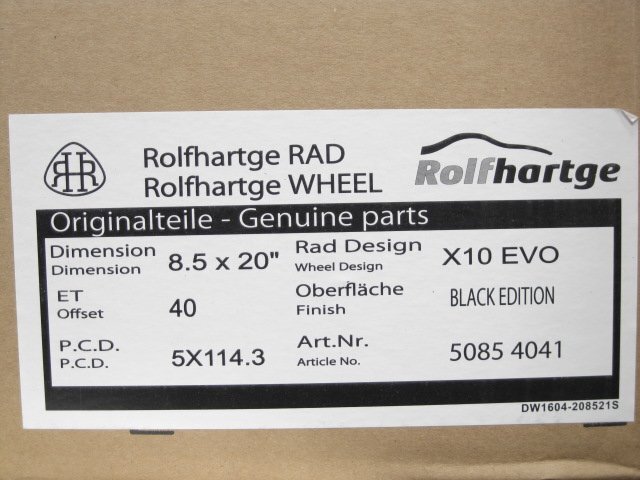 RHR
Rolfhartge RAD
Rolfhartge WHEEL
Rolfhartge
Originalteile - Genuine parts
Dimension 8.5 x 20" Rad Design X10 EVO
Dimension Wheel Design
ET 40 Oberfläche BLACK EDITION
Offset Finish
P.C.D. 5X114.3 Art.Nr. 5085 4041
P.C.D. Article No.
DW1604-208521S